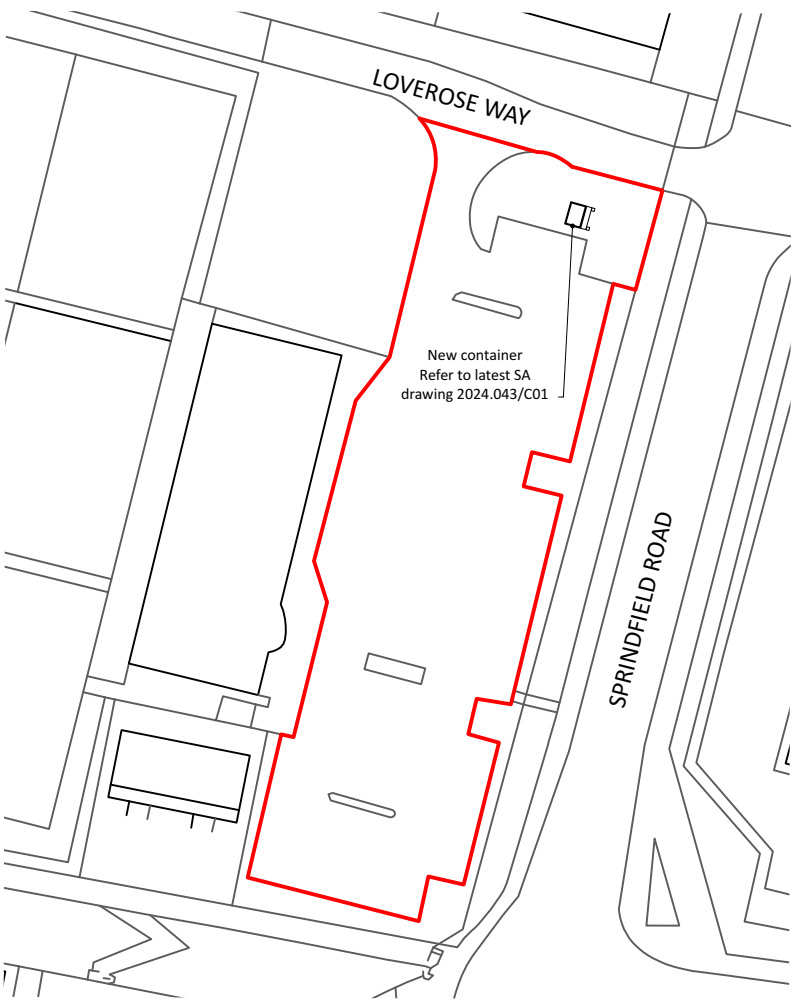 LOVEROSE WAY
New container
Refer to latest SA
drawing 2024.043/C01
SPRINDFIELD ROAD